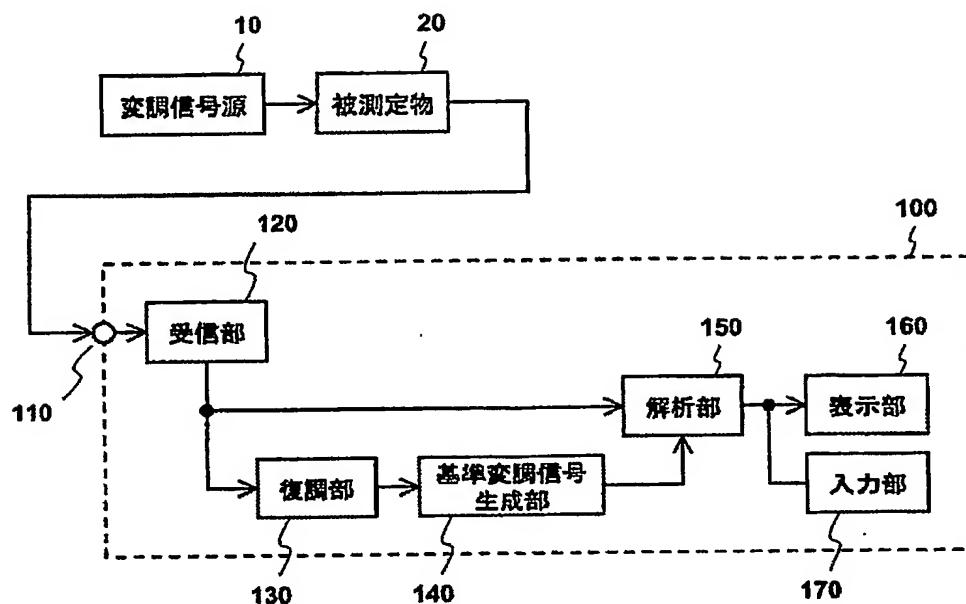 10
20
変調信号源
被測定物
120
100
受信部
150
160
110
解析部
表示部
復調部
基準変調信号
生成部
入力部
130
140
170